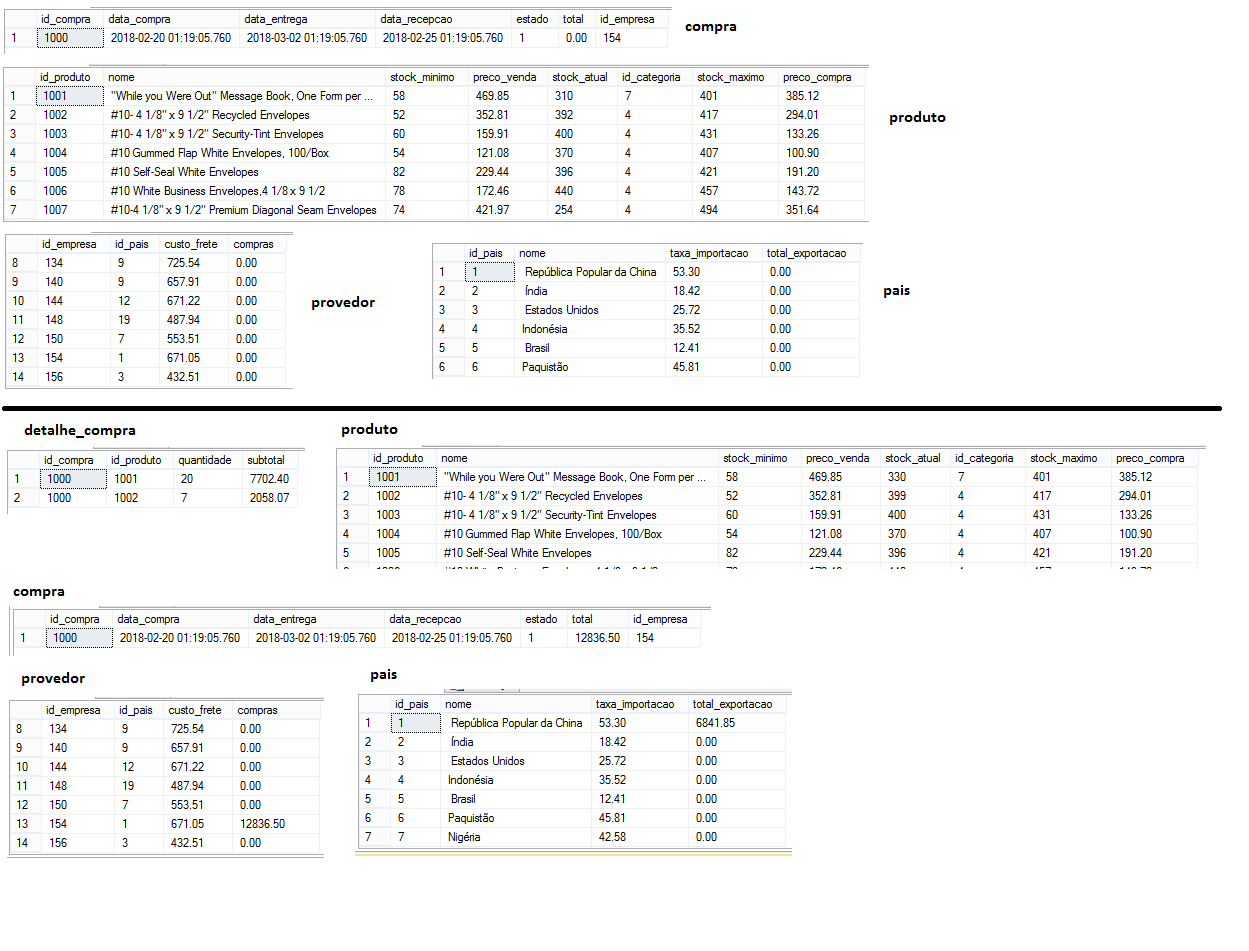 id_compra data_compra data_entrega data_recepcao estado total id_empresa
compra
1 1000 2018-02-20 01:19:05.760 2018-03-02 01:19:05.760 2018-02-25 01:19:05.760 1 0.00 154
id_produto nome stock_minimo preco_venda stock_atual id_categoria stock_maximo preco_compra
1 1001 "While you Were Out" Message Book, One Form per ... 58 469.85 310 7 401 385.12
2 1002 #10- 4 1/8" x 9 1/2" Recycled Envelopes 52 352.81 392 4 417 294.01
produto
3 1003 #10- 4 1/8" x 9 1/2" Security-Tint Envelopes 60 159.91 400 4 431 133.26
4 1004 #10 Gummed Flap White Envelopes, 100/Box 54 121.08 370 4 407 100.90
5 1005 #10 Self-Seal White Envelopes 82 229.44 396 4 421 191.20
6 1006 #10 White Business Envelopes,4 1/8 x 9 1/2 78 172.46 440 4 457 143.72
7 1007 #10-4 1/8" x 9 1/2" Premium Diagonal Seam Envelopes 74 421.97 254 4 494 351.64
id_empresa id_pais custo_frete compras
8 134 9 725.54 0.00
9 140 9 657.91 0.00
10 144 12 671.22 0.00
11 148 19 487.94 0.00
12 150 7 553.51 0.00
13 154 1 671.05 0.00
14 156 3 432.51 0.00
provedor
id_pais nome taxa_importacao total_exportacao
1 1 República Popular da China 53.30 0.00
2 2 Índia 18.42 0.00
3 3 Estados Unidos 25.72 0.00
4 4 Indonésia 35.52 0.00
5 5 Brasil 12.41 0.00
6 6 Paquistão 45.81 0.00
pais
detalhe_compra
id_compra id_produto quantidade subtotal
1 1000 1001 20 7702.40
2 1000 1002 7 2058.07
produto
id_produto nome stock_minimo preco_venda stock_atual id_categoria stock_maximo preco_compra
1 1001 "While you Were Out" Message Book, One Form per ... 58 469.85 330 7 401 385.12
2 1002 #10- 4 1/8" x 9 1/2" Recycled Envelopes 52 352.81 399 4 417 294.01
3 1003 #10- 4 1/8" x 9 1/2" Security-Tint Envelopes 60 159.91 400 4 431 133.26
4 1004 #10 Gummed Flap White Envelopes, 100/Box 54 121.08 370 4 407 100.90
5 1005 #10 Self-Seal White Envelopes 82 229.44 396 4 421 191.20
compra
id_compra data_compra data_entrega data_recepcao estado total id_empresa
1 1000 2018-02-20 01:19:05.760 2018-03-02 01:19:05.760 2018-02-25 01:19:05.760 1 12836.50 154
provedor
id_empresa id_pais custo_frete compras
8 134 9 725.54 0.00
9 140 9 657.91 0.00
10 144 12 671.22 0.00
11 148 19 487.94 0.00
12 150 7 553.51 0.00
13 154 1 671.05 12836.50
14 156 3 432.51 0.00
pais
id_pais nome taxa_importacao total_exportacao
1 1 República Popular da China 53.30 6841.85
2 2 Índia 18.42 0.00
3 3 Estados Unidos 25.72 0.00
4 4 Indonésia 35.52 0.00
5 5 Brasil 12.41 0.00
6 6 Paquistão 45.81 0.00
7 7 Nigéria 42.58 0.00